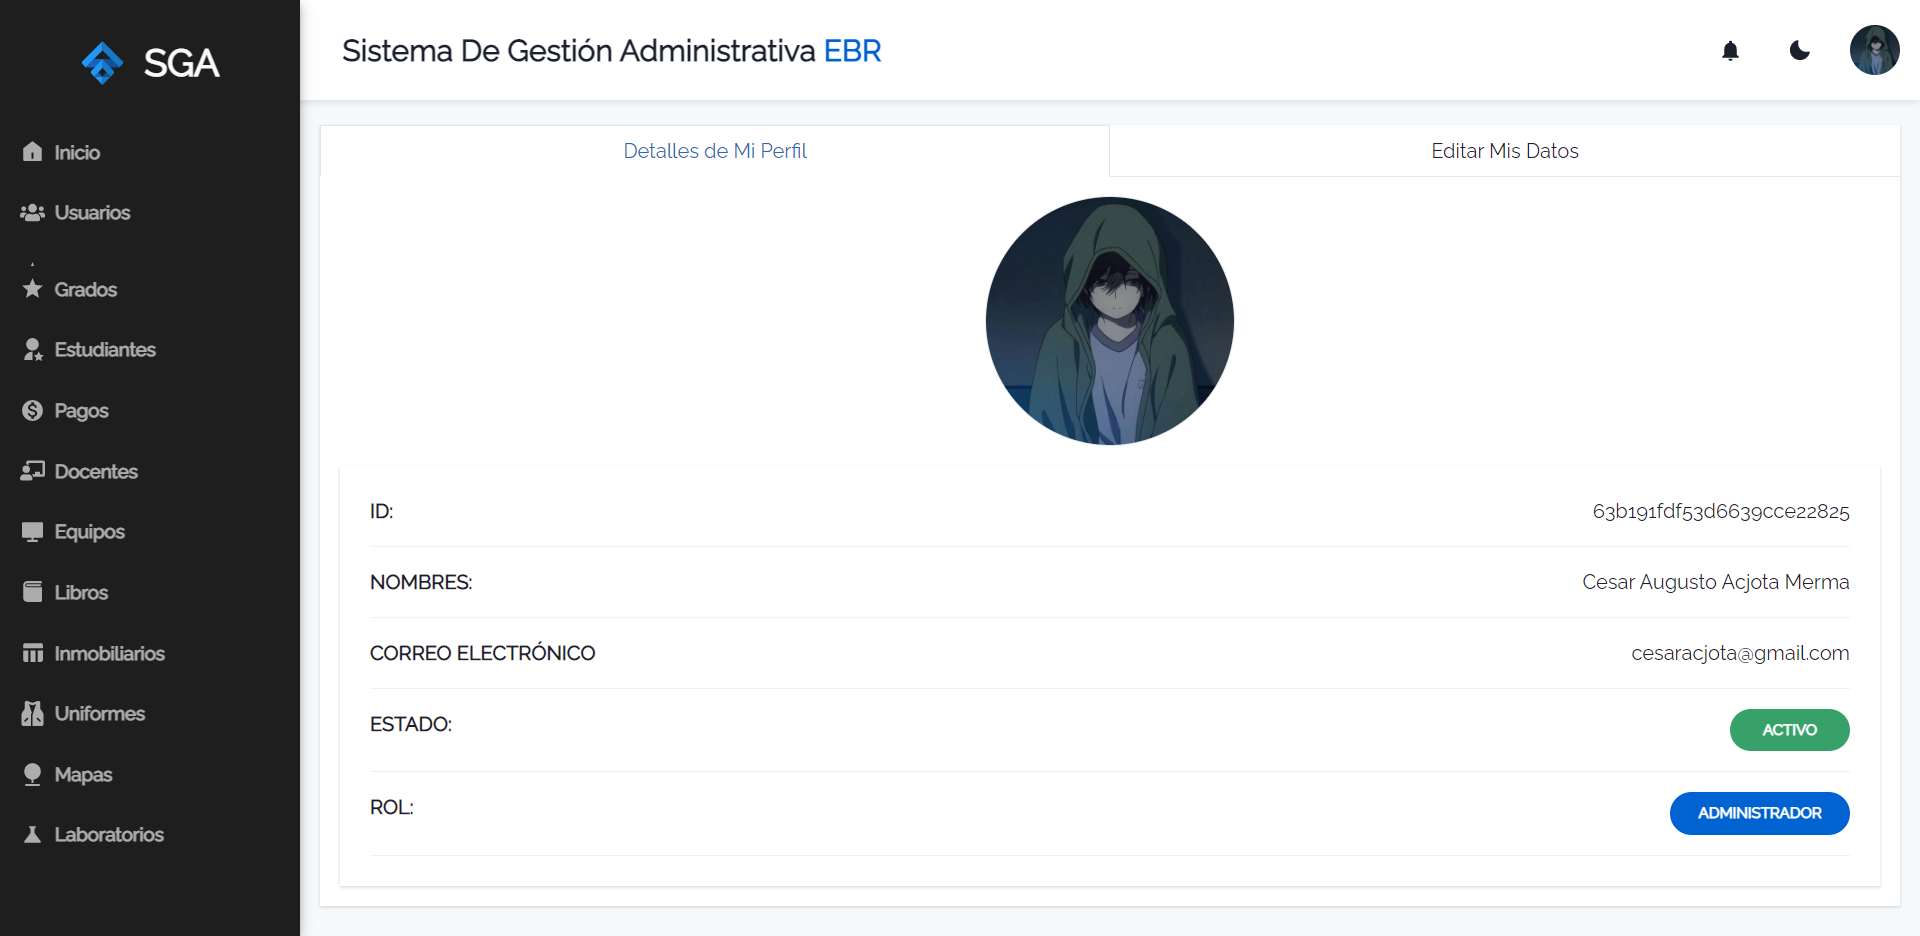 SGA
Sistema De Gestión Administrativa EBR
Inicio
Usuarios
Grados
Estudiantes
Pagos
Docentes
Equipos
Libros
Inmobiliarios
Uniformes
Mapas
Laboratorios
Detalles de Mi Perfil
Editar Mis Datos
ID: 63b191fdf53d6639cce22825
NOMBRES: Cesar Augusto Acjota Merma
CORREO ELECTRÓNICO cesaracjota@gmail.com
ESTADO: ACTIVO
ROL: ADMINISTRADOR